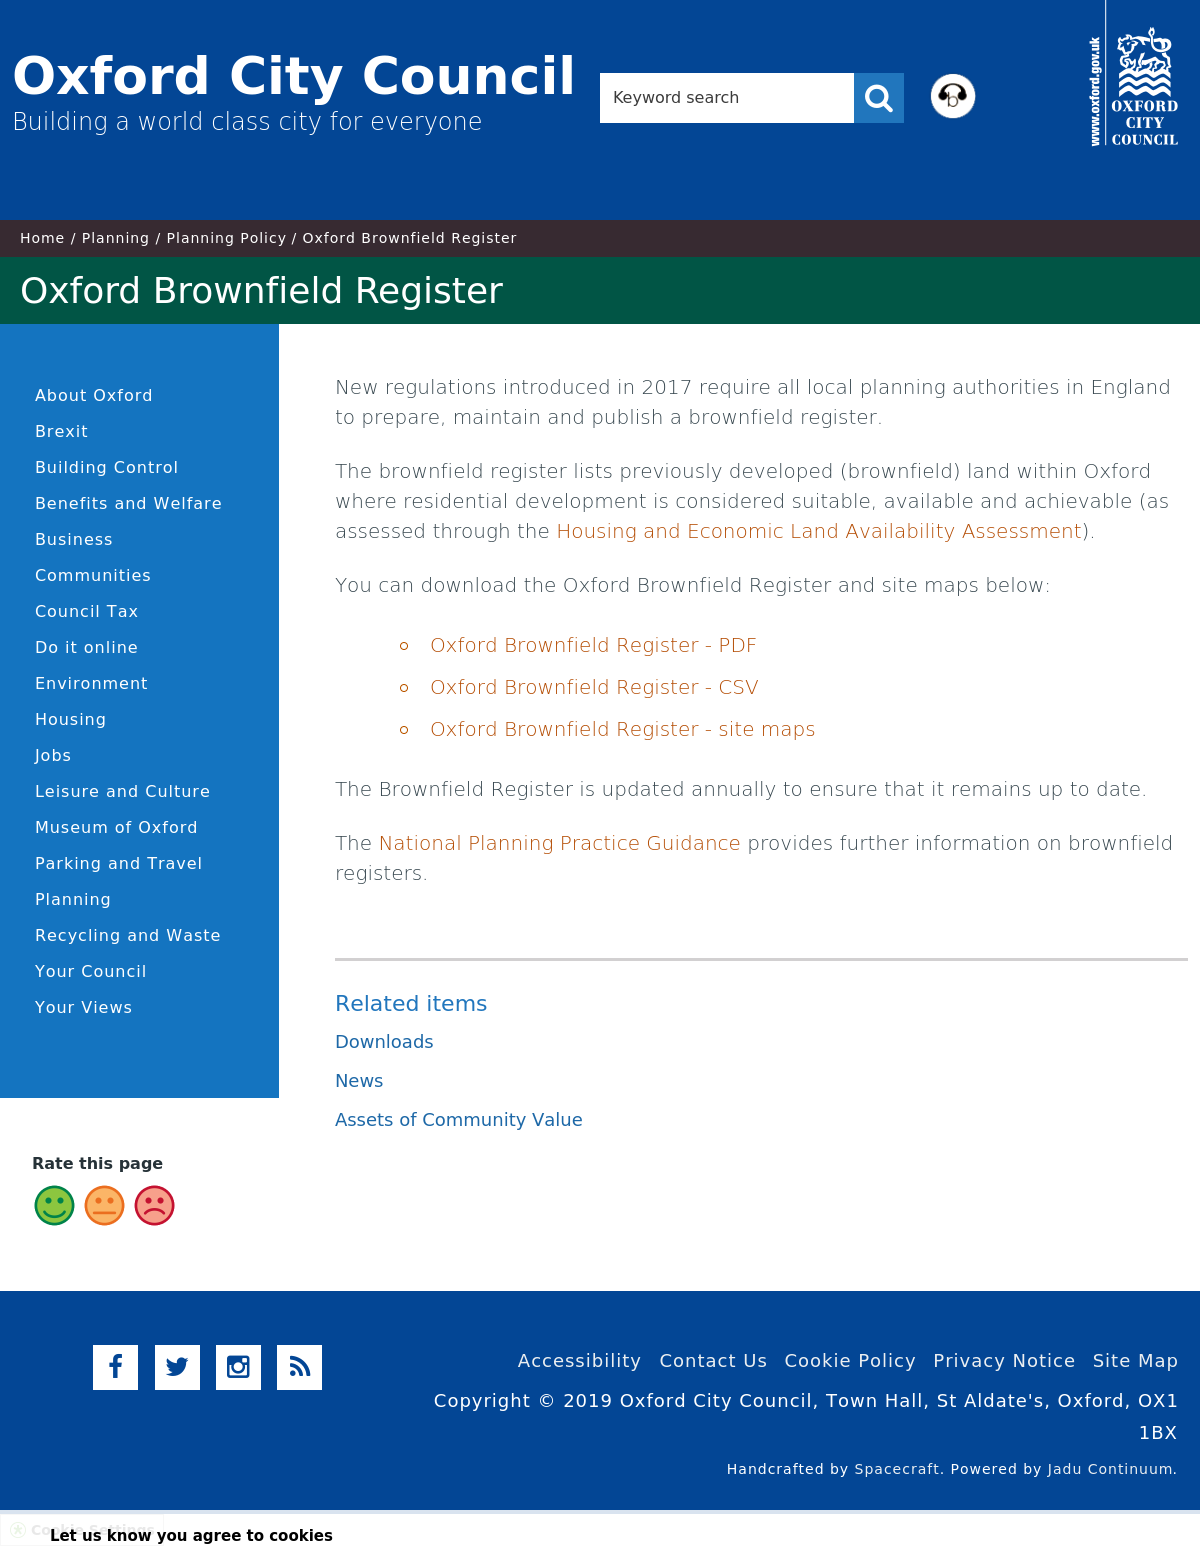 Oxford City Council
Building a world class city for everyone
Keyword search
www.oxford.gov.uk
OXFORD
CITY
COUNCIL
Home / Planning / Planning Policy / Oxford Brownfield Register
Oxford Brownfield Register
About Oxford
Brexit
Building Control
Benefits and Welfare
Business
Communities
Council Tax
Do it online
Environment
Housing
Jobs
Leisure and Culture
Museum of Oxford
Parking and Travel
Planning
Recycling and Waste
Your Council
Your Views
Rate this page
New regulations introduced in 2017 require all local planning authorities in England
to prepare, maintain and publish a brownfield register.
The brownfield register lists previously developed (brownfield) land within Oxford
where residential development is considered suitable, available and achievable (as
assessed through the Housing and Economic Land Availability Assessment).
You can download the Oxford Brownfield Register and site maps below:
Oxford Brownfield Register - PDF
Oxford Brownfield Register - CSV
Oxford Brownfield Register - site maps
The Brownfield Register is updated annually to ensure that it remains up to date.
The National Planning Practice Guidance provides further information on brownfield
registers.
Related items
Downloads
News
Assets of Community Value
Accessibility Contact Us Cookie Policy Privacy Notice Site Map
Copyright © 2019 Oxford City Council, Town Hall, St Aldate's, Oxford, OX1
1BX
Handcrafted by Spacecraft. Powered by Jadu Continuum.
Let us know you agree to cookies